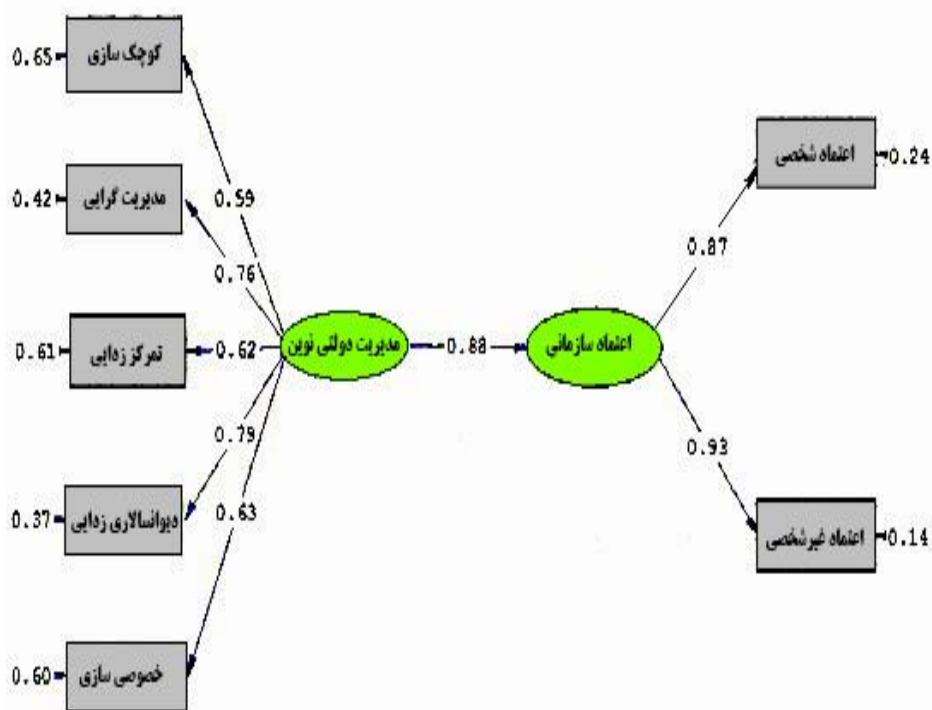 0.65
کوچک سازی
0.59
0.42
مدیریت گرایی
0.76
0.61
تمرکز زدایی
0.62
0.37
دیوانسالاری زدایی
0.79
0.60
خصوصی سازی
0.63
مدیریت دولتی نوین
0.88
اعتماد سازمانی
0.87
اعتماد شخصی
0.24
0.93
اعتماد غیرشخصی
0.14